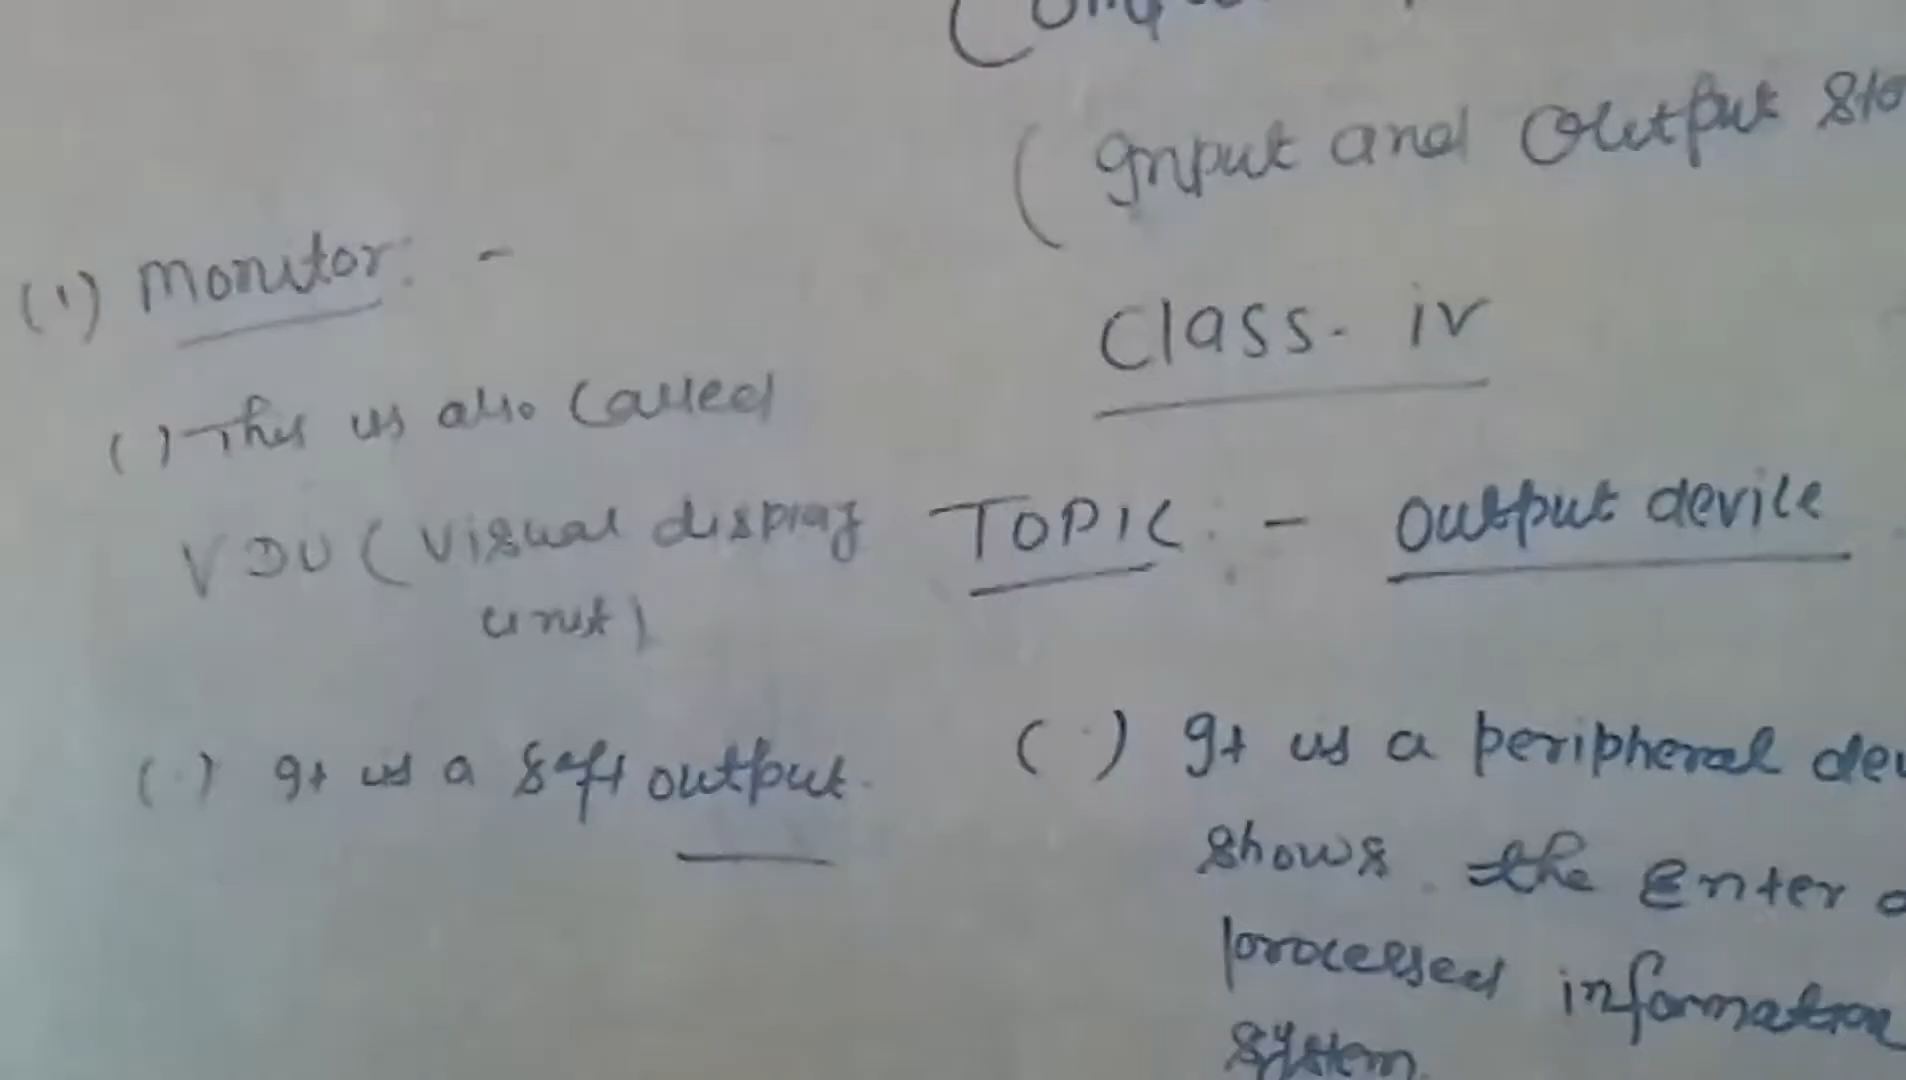 ( Input and Output
Class - iv
TOPIC : - output device
(.) It is a peripheral
shows the Enter
processed information
system.
(1) Monitor : -
( ) This is also Called
VDU ( Visual display
unit )
(.) It is a soft output.